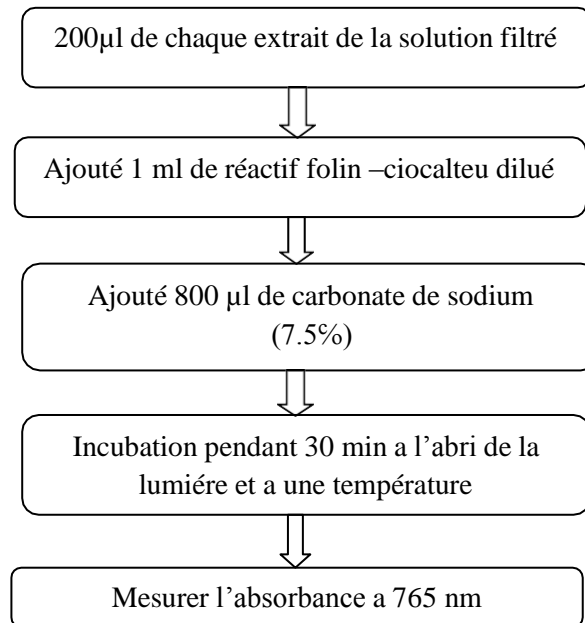 200µl de chaque extrait de la solution filtré
Ajouté 1 ml de réactif folin –ciocalteu dilué
Ajouté 800 µl de carbonate de sodium
(7.5℅)
Incubation pendant 30 min a l’abri de la
lumiére et a une température
Mesurer l’absorbance a 765 nm